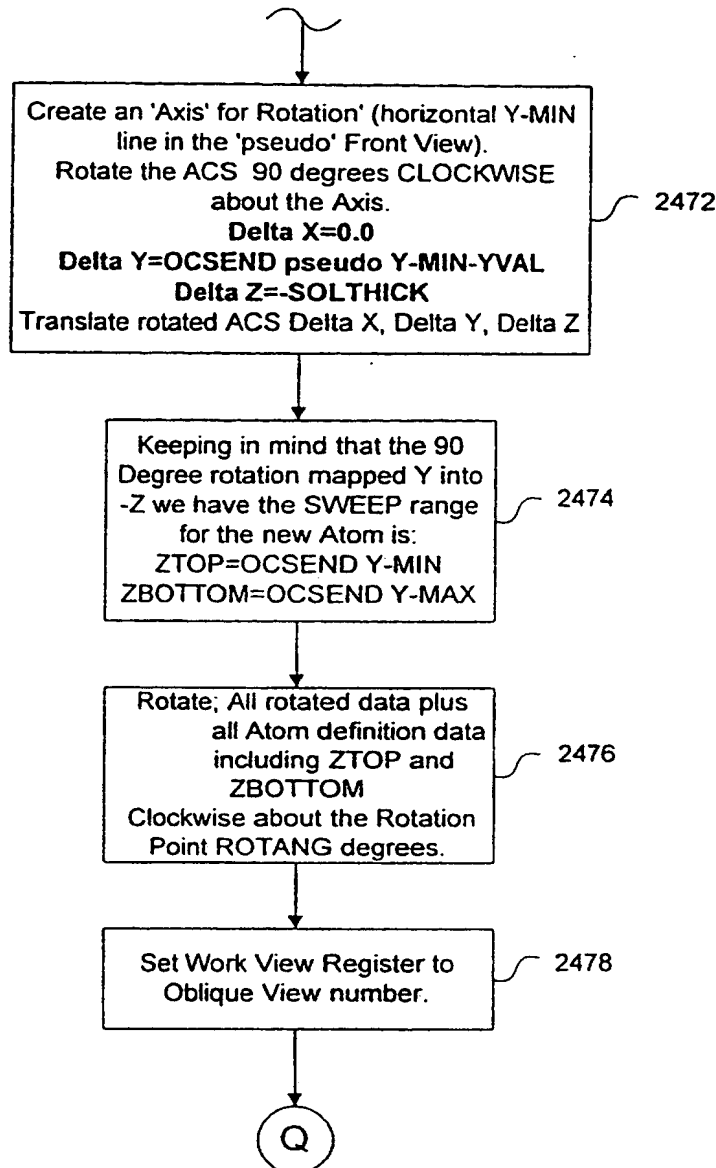 Create an 'Axis' for Rotation' (horizontal Y-MIN
line in the 'pseudo' Front View).
Rotate the ACS 90 degrees CLOCKWISE
about the Axis.
Delta X=0.0
Delta Y=OCSEND pseudo Y-MIN-YVAL
Delta Z=-SOLTHICK
Translate rotated ACS Delta X, Delta Y, Delta Z
2472
Keeping in mind that the 90
Degree rotation mapped Y into
-Z we have the SWEEP range
for the new Atom is:
ZTOP=OCSEND Y-MIN
ZBOTTOM=OCSEND Y-MAX
2474
Rotate; All rotated data plus
all Atom definition data
including ZTOP and
ZBOTTOM
Clockwise about the Rotation
Point ROTANG degrees.
2476
Set Work View Register to
Oblique View number.
2478
Q